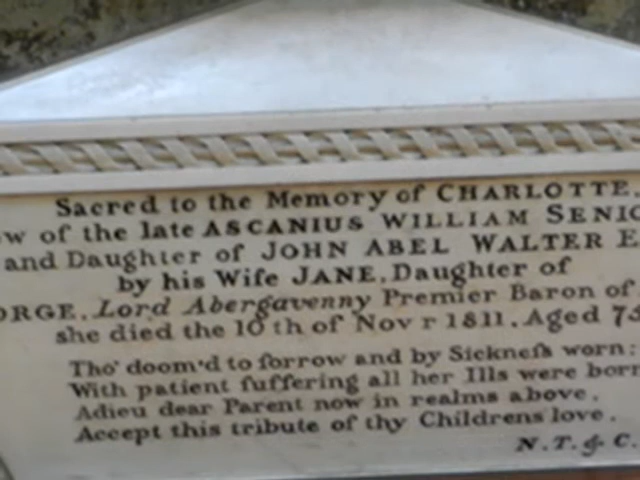 Sacred to the Memory of CHARLOTTE.
ow of the late ASCANIUS WILLIAM SENIO
and Daughter of JOHN ABEL WALTER E
by his Wife JANE, Daughter of
ORGE, Lord Abergavenny Premier Baron of
she died the 10th of Novr 1811. Aged 75
Tho' doom'd to ſorrow and by Sickneſs worn;
With patient ſuffering all her Ills were born
Adieu dear Parent now in realms above.
Accept this tribute of thy Childrens love.
N.T.& C.